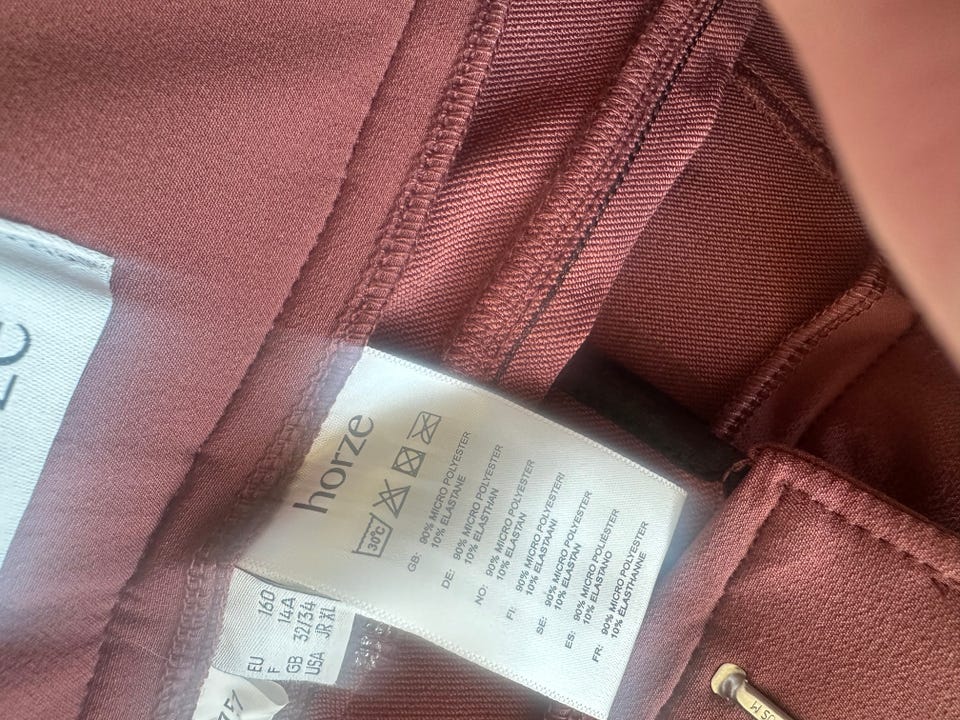 horze
30°C
GB: 90% MICRO POLYESTER
10% ELASTANE
DE: 90% MICRO POLYESTER
10% ELASTHAN
NO: 90% MICRO POLYESTER
10% ELASTAN
FI: 90% MICRO POLYESTERI
10% ELASTAANI
SE: 90% MICRO POLYESTER
10% ELASTAN
ES: 90% MICRO POLIESTER
10% ELASTANO
FR: 90% MICRO POLYESTER
10% ÉLASTHANNE
EU 160
F 14A
GB 32/34
USA JR XL